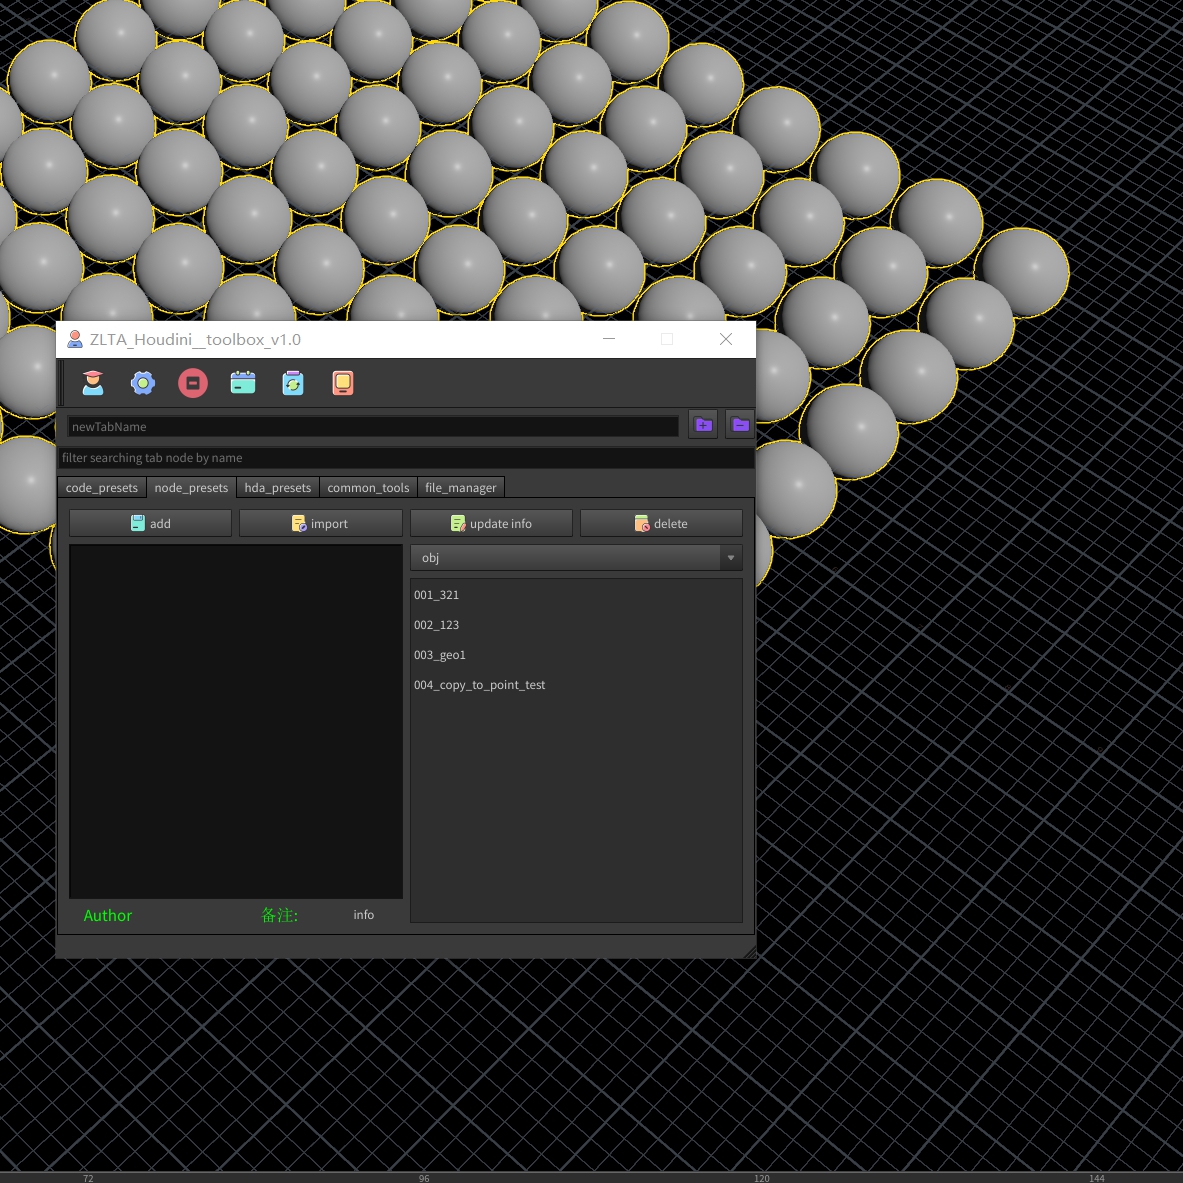 ZLTA_Houdini__toolbox_v1.0
newTabName
filter searching tab node by name
code_presets node_presets hda_presets common_tools file_manager
add import update info delete
obj
001_321
002_123
003_geo1
004_copy_to_point_test
Author 备注: info
72 96 120 144